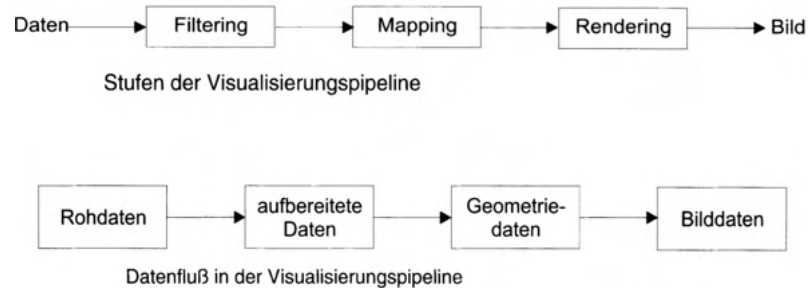 Daten Filtering Mapping Rendering Bild
Stufen der Visualisierungspipeline
Rohdaten aufbereitete Daten Geometrie- daten Bilddaten
Datenfluß in der Visualisierungspipeline